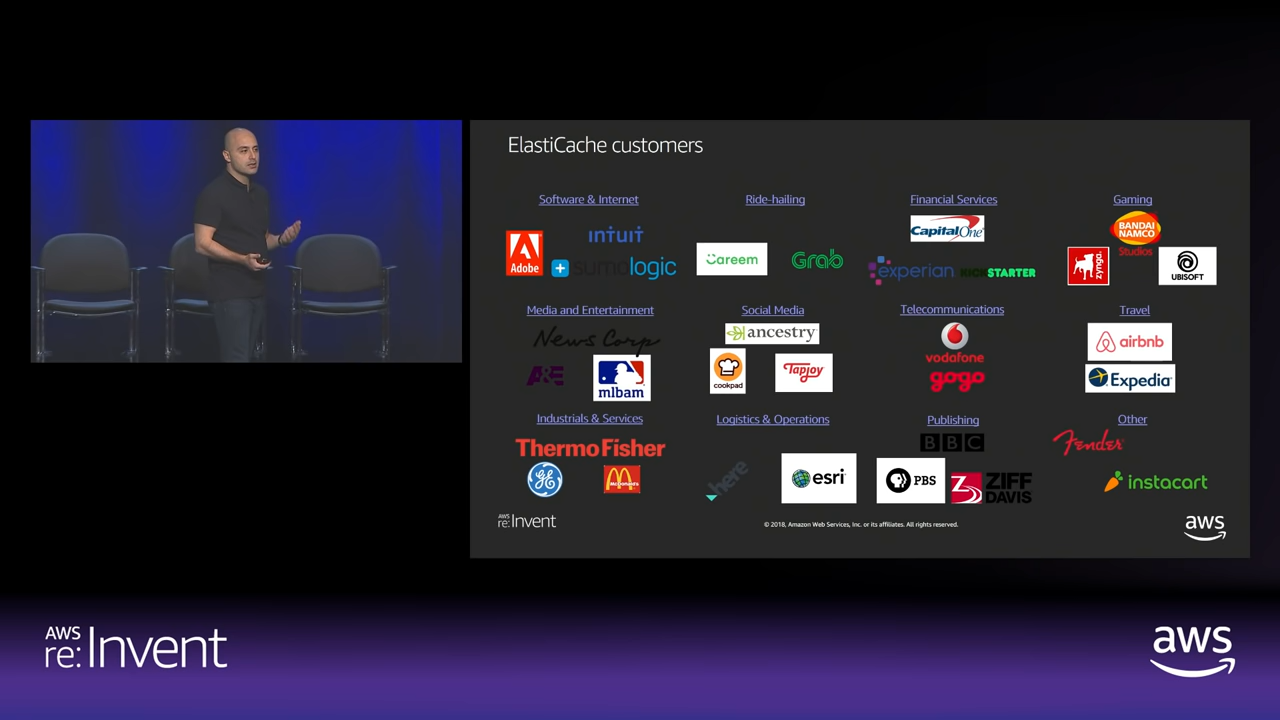 ElastiCache customers
Software & Internet
Adobe
intuit
sumologic
Ride-hailing
Careem
Grab
Financial Services
Capital One
experian
KICKSTARTER
Gaming
BANDAI
NAMCO
Studios
zynga
UBISOFT
Media and Entertainment
News Corp
A&E
mlbam
Social Media
ancestry
cookpad
Tapjoy
Telecommunications
vodafone
gogo
Travel
airbnb
Expedia
Industrials & Services
ThermoFisher
GE
McDonald's
Logistics & Operations
here
esri
Publishing
BBC
PBS
ZIFF
DAVIS
Other
Fender
instacart
AWS
re:Invent
© 2018, Amazon Web Services, Inc. or its affiliates. All rights reserved.
aws
AWS
re:Invent
aws